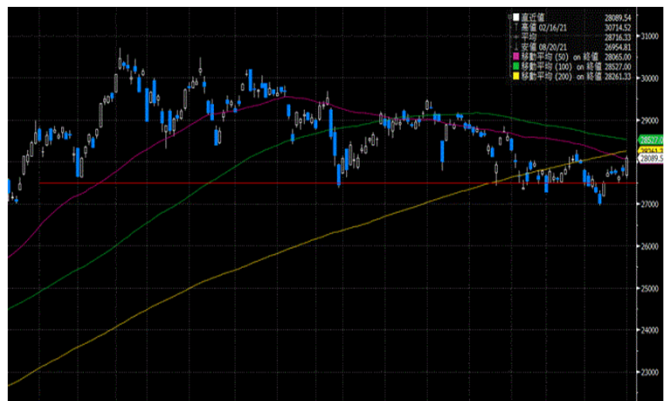 直近値 28089.54
高値 02/16/21 30714.52
平均 28716.33
安値 08/20/21 26954.81
移動平均 (50) on 終値 28065.00
移動平均 (100) on 終値 28527.00
移動平均 (200) on 終値 28261.33
31000
30000
29000
28089.5
27000
26000
25000
24000
23000